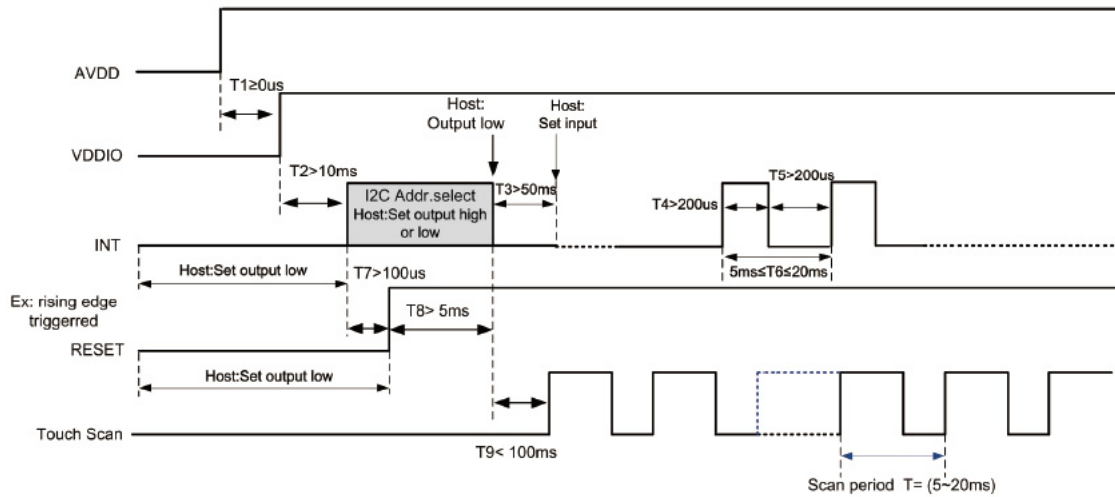 AVDD
T1≥0us
VDDIO
Host:
Output low
Host:
Set input
T2>10ms
I2C Addr.select
Host:Set output high
or low
T3>50ms
T5>200us
T4>200us
INT
Host:Set output low
T7>100us
5ms≤T6≤20ms
Ex: rising edge
triggerred
T8> 5ms
RESET
Host:Set output low
Touch Scan
T9< 100ms
Scan period T= (5~20ms)